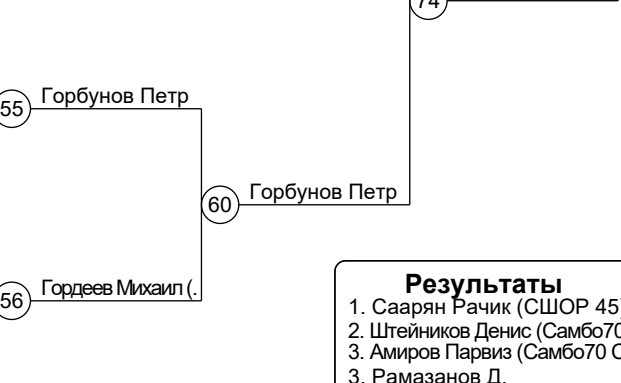 74
55
Горбунов Петр
60
Горбунов Петр
56
Гордеев Михаил (.
Результаты
1. Саарян Рачик (СШОР 45)
2. Штейников Денис (Самбо70
3. Амиров Парвиз (Самбо70 С
3. Рамазанов Д.